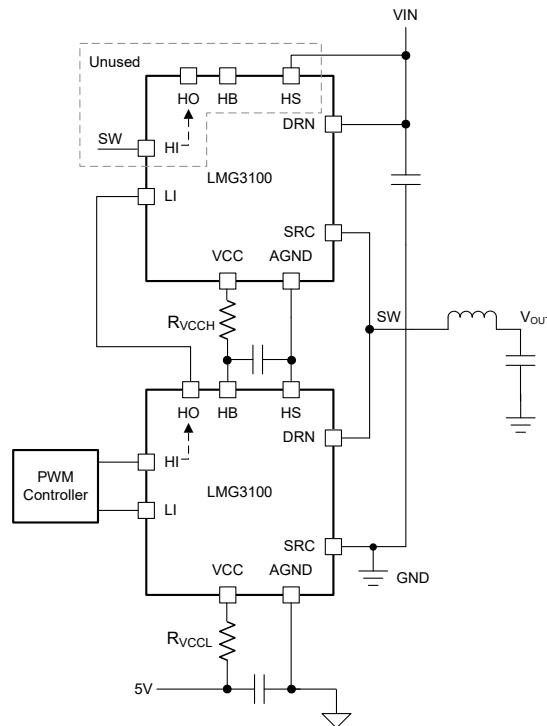 VIN
Unused
HO HB HS
DRN
SW
HI
LMG3100
LI
SRC
VCC AGND
SW
VOUT
RVCCH
HO HB HS
DRN
PWM
Controller
HI
LMG3100
LI
SRC
VCC AGND
GND
RVCCL
5V